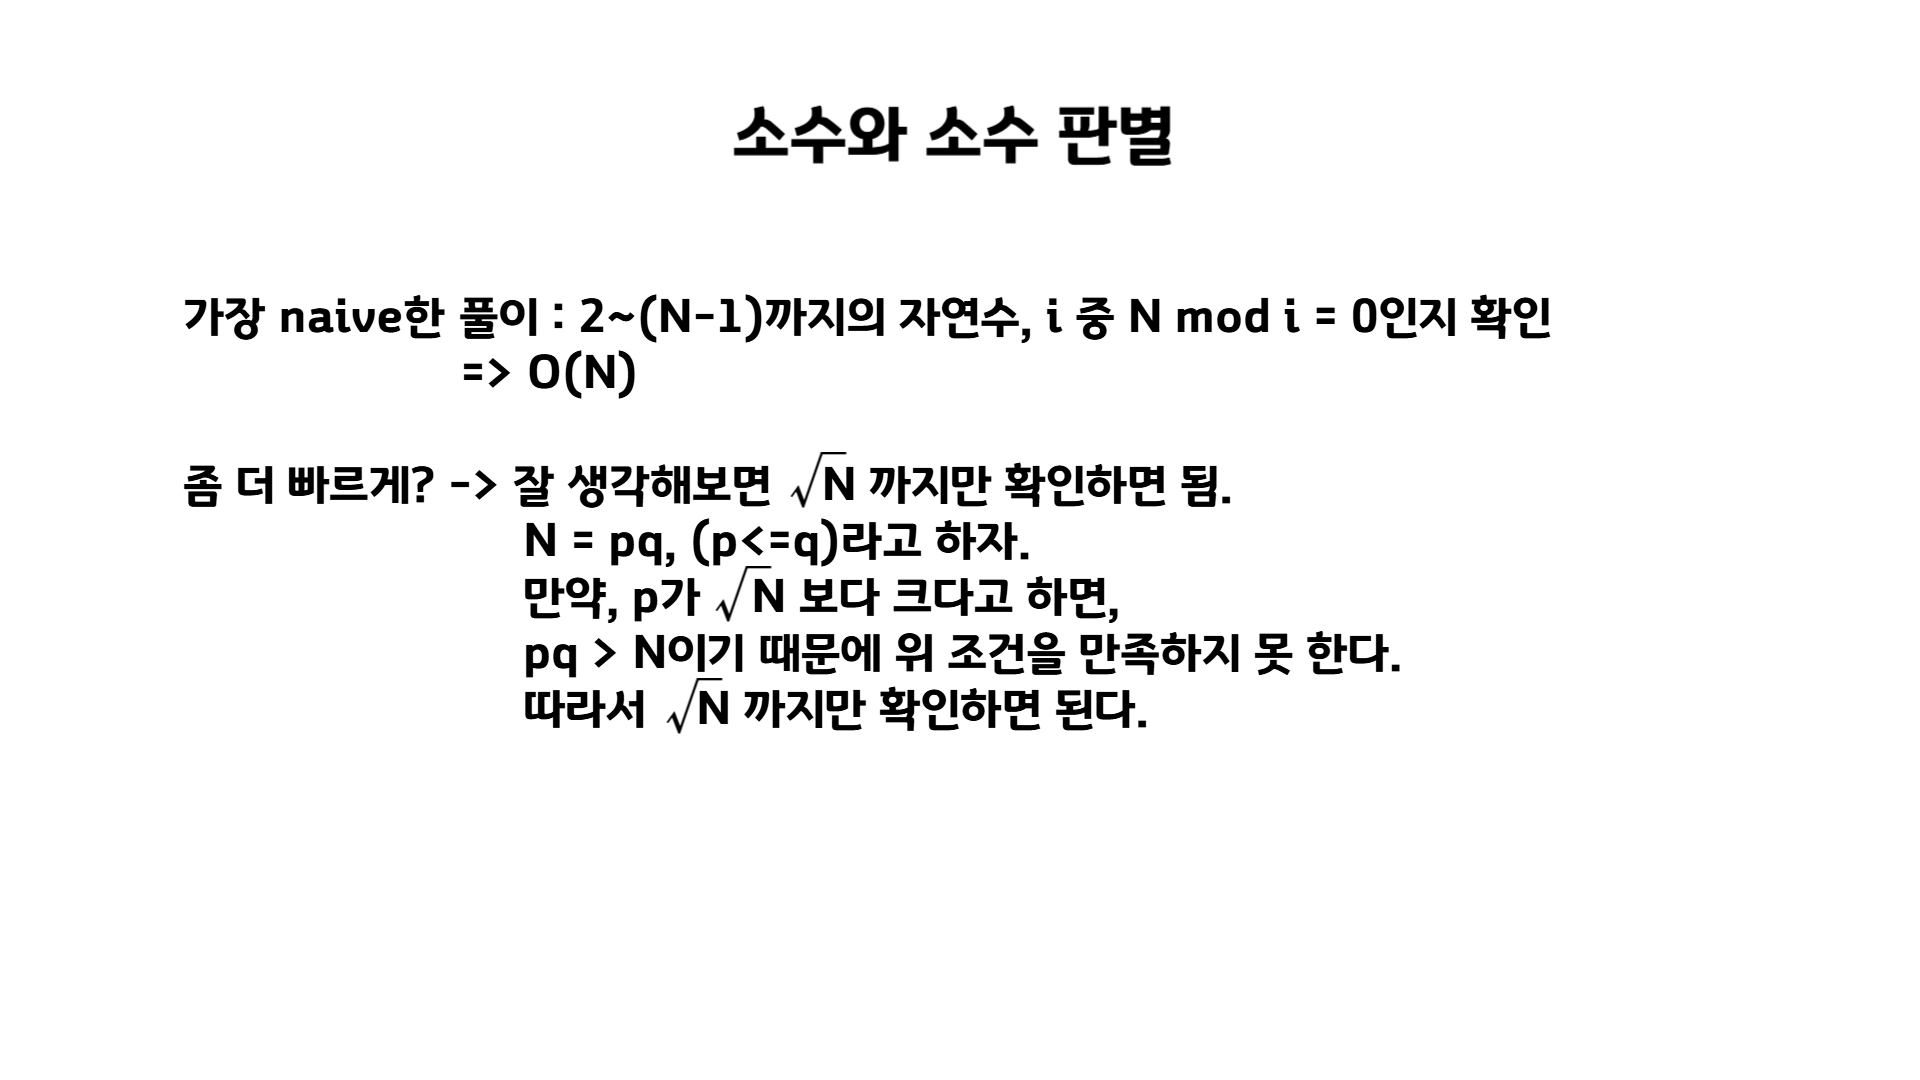 소수와 소수 판별
가장 naive한 풀이 : 2~(N-1)까지의 자연수, i 중 N mod i = 0인지 확인
=> O(N)
좀 더 빠르게? -> 잘 생각해보면 √N 까지만 확인하면 됨.
N = pq, (p<=q)라고 하자.
만약, p가 √N 보다 크다고 하면,
pq > N이기 때문에 위 조건을 만족하지 못 한다.
따라서 √N 까지만 확인하면 된다.